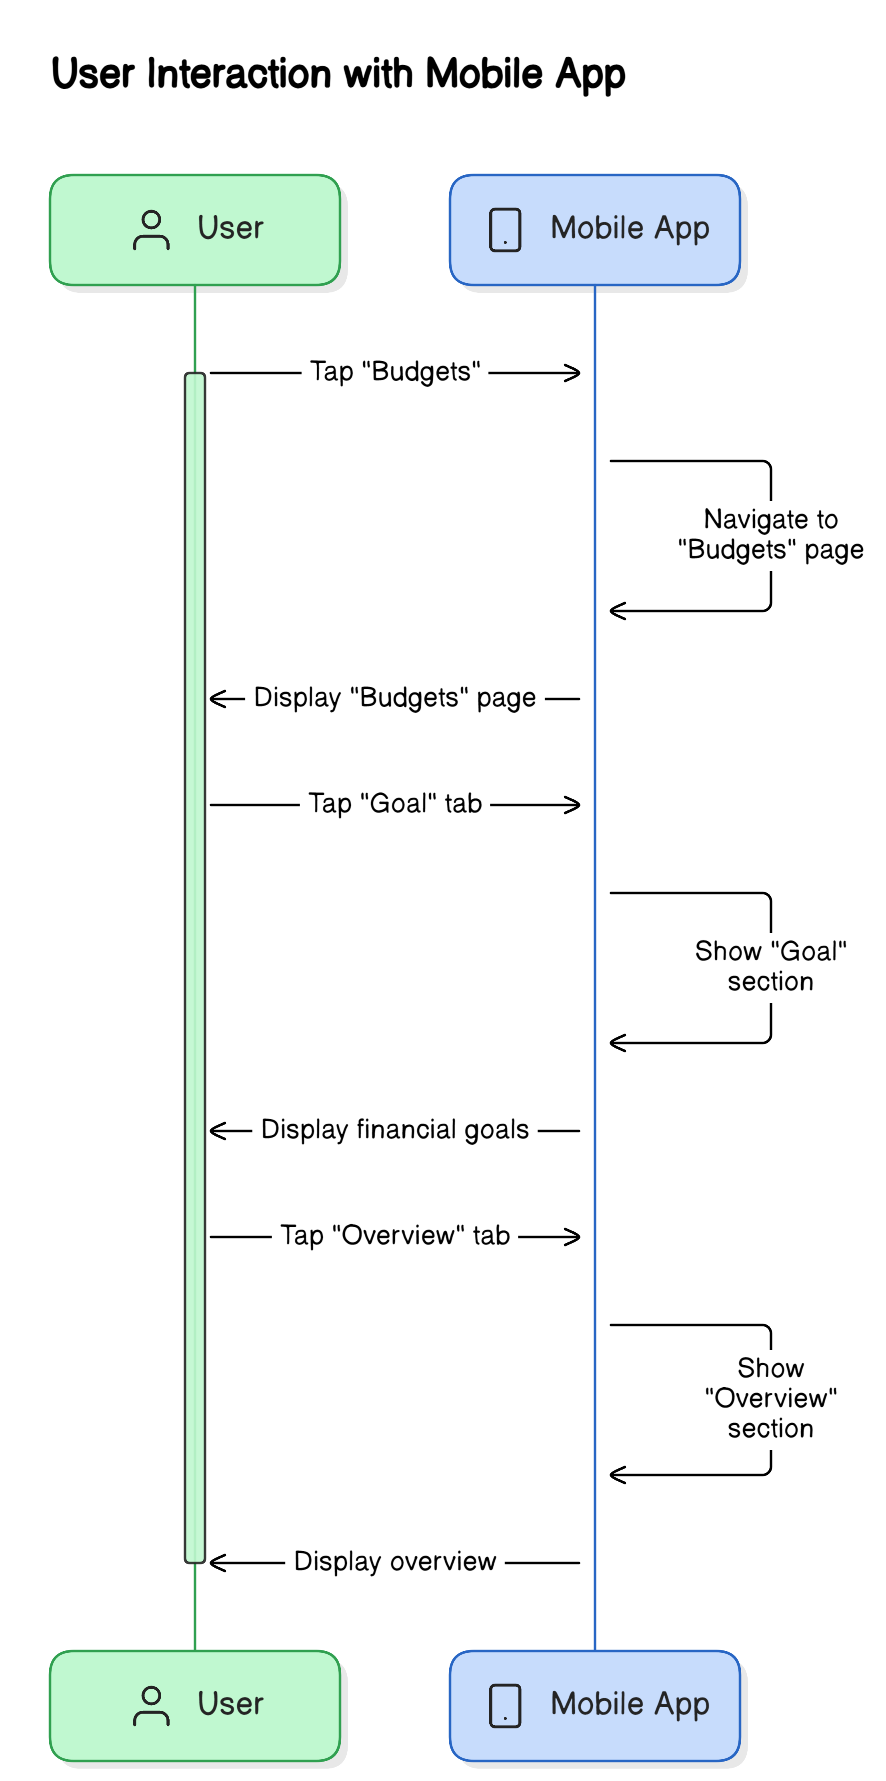 User Interaction with Mobile App
User
Mobile App
Tap "Budgets"
Navigate to
"Budgets" page
Display "Budgets" page
Tap "Goal" tab
Show "Goal"
section
Display financial goals
Tap "Overview" tab
Show
"Overview"
section
Display overview
User
Mobile App